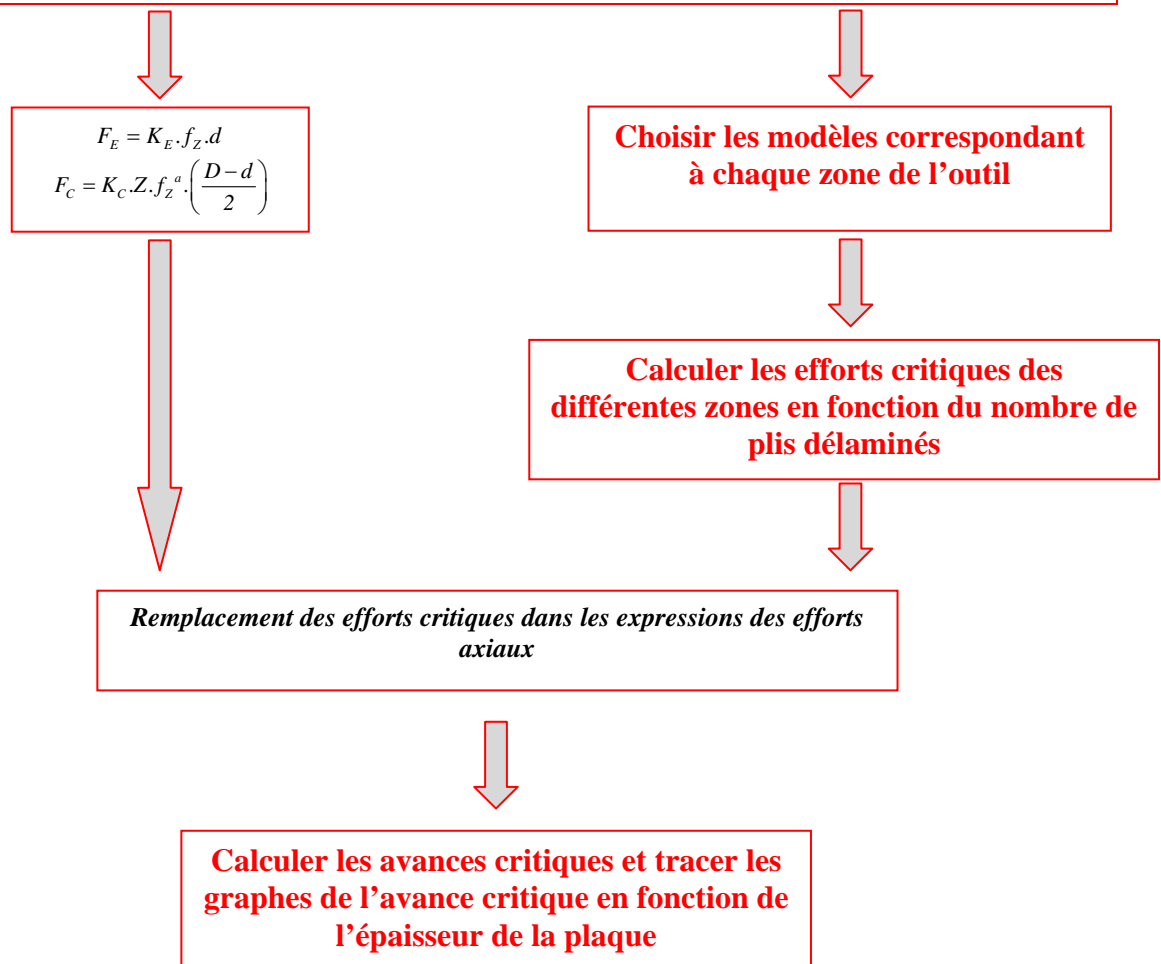 F_E = K_E.f_Z.d
F_C = K_C.Z.f_Z^a.((D-d)/2)
Choisir les modèles correspondant
à chaque zone de l'outil
Calculer les efforts critiques des
différentes zones en fonction du nombre de
plis délaminés
Remplacement des efforts critiques dans les expressions des efforts
axiaux
Calculer les avances critiques et tracer les
graphes de l'avance critique en fonction de
l'épaisseur de la plaque